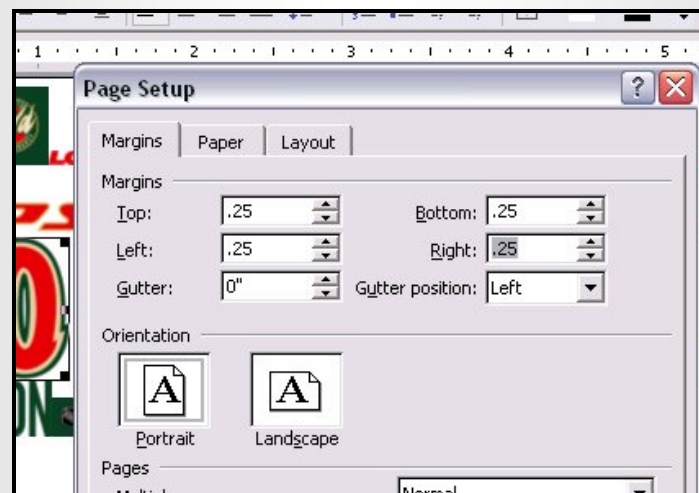 1 2 3 4 5
Page Setup
Margins Paper Layout
Margins
Top: .25 Bottom: .25
Left: .25 Right: .25
Gutter: 0" Gutter position: Left
Orientation
A A
Portrait Landscape
Pages
Normal